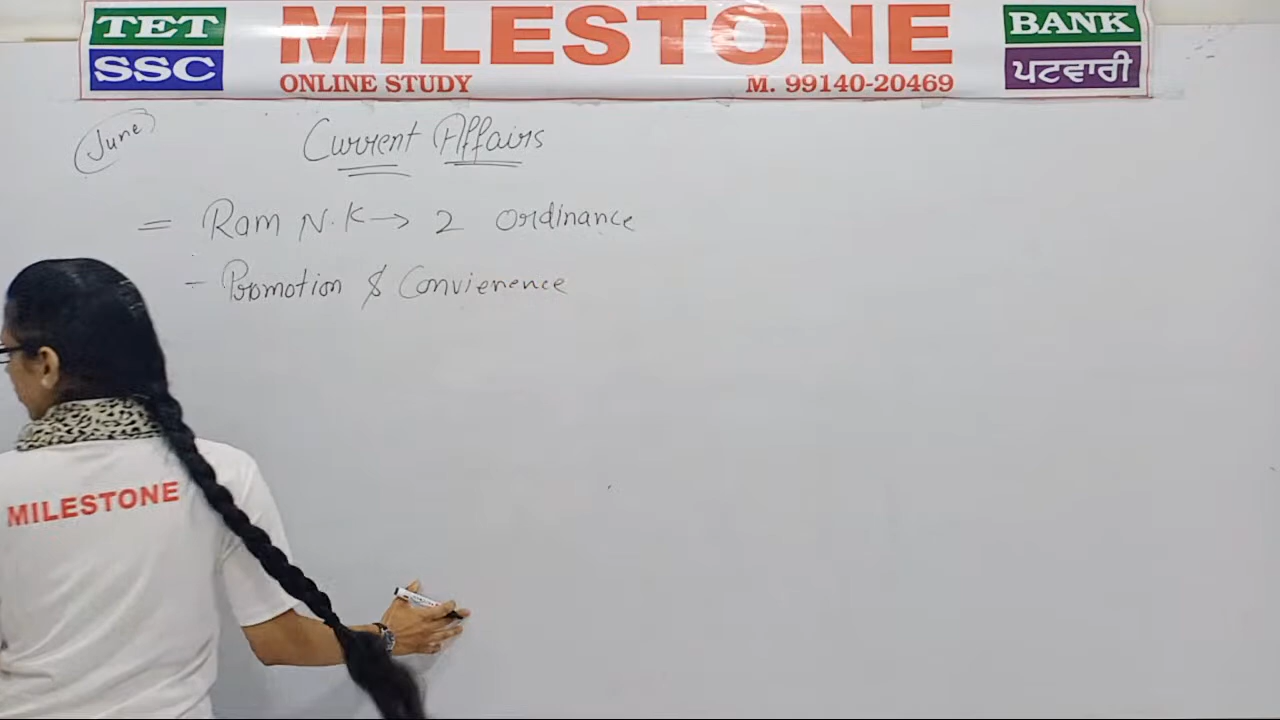 TET
SSC
MILESTONE
ONLINE STUDY M. 99140-20469
BANK
ਪਟਵਾਰੀ
June
Current Affairs
= Ram N.K → 2 Ordinance
- Promotion & Convienence
MILESTONE